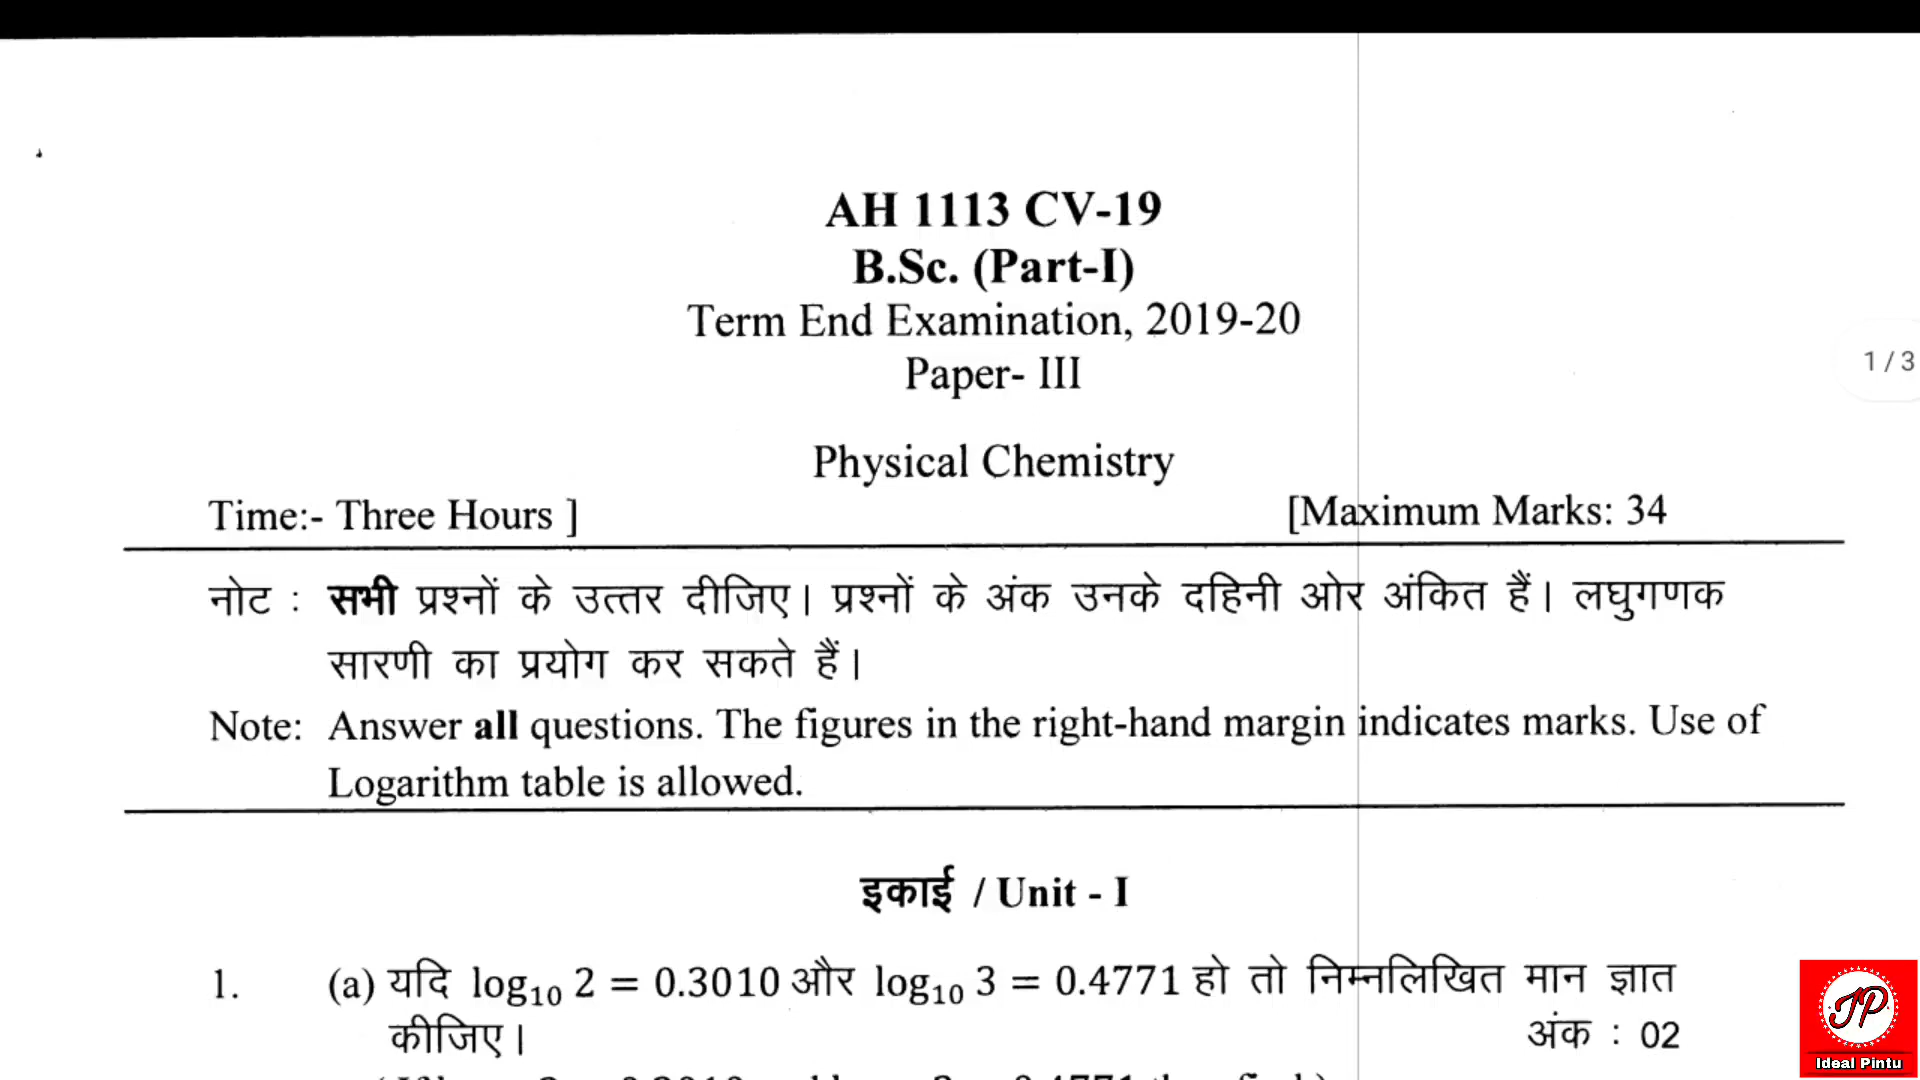 AH 1113 CV-19
B.Sc. (Part-I)
Term End Examination, 2019-20
Paper- III
1 / 3
Physical Chemistry
Time:- Three Hours ] [Maximum Marks: 34
नोट : सभी प्रश्नों के उत्तर दीजिए। प्रश्नों के अंक उनके दहिनी ओर अंकित हैं। लघुगणक
सारणी का प्रयोग कर सकते हैं।
Note: Answer all questions. The figures in the right-hand margin indicates marks. Use of
Logarithm table is allowed.
इकाई / Unit - I
1. (a) यदि log₁₀ 2 = 0.3010 और log₁₀ 3 = 0.4771 हो तो निम्नलिखित मान ज्ञात
कीजिए। अंक : 02
JP
Ideal Pintu